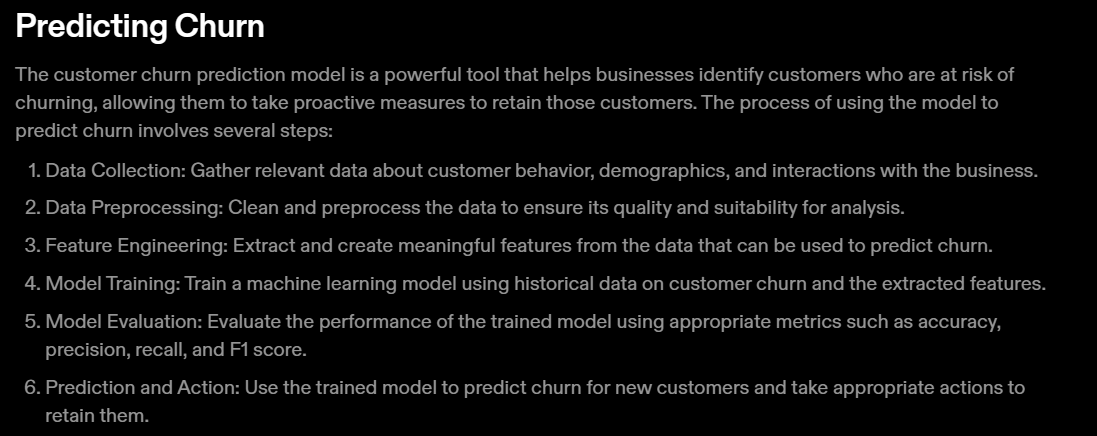 Predicting Churn
The customer churn prediction model is a powerful tool that helps businesses identify customers who are at risk of
churning, allowing them to take proactive measures to retain those customers. The process of using the model to
predict churn involves several steps:
1. Data Collection: Gather relevant data about customer behavior, demographics, and interactions with the business.
2. Data Preprocessing: Clean and preprocess the data to ensure its quality and suitability for analysis.
3. Feature Engineering: Extract and create meaningful features from the data that can be used to predict churn.
4. Model Training: Train a machine learning model using historical data on customer churn and the extracted features.
5. Model Evaluation: Evaluate the performance of the trained model using appropriate metrics such as accuracy,
precision, recall, and F1 score.
6. Prediction and Action: Use the trained model to predict churn for new customers and take appropriate actions to
retain them.